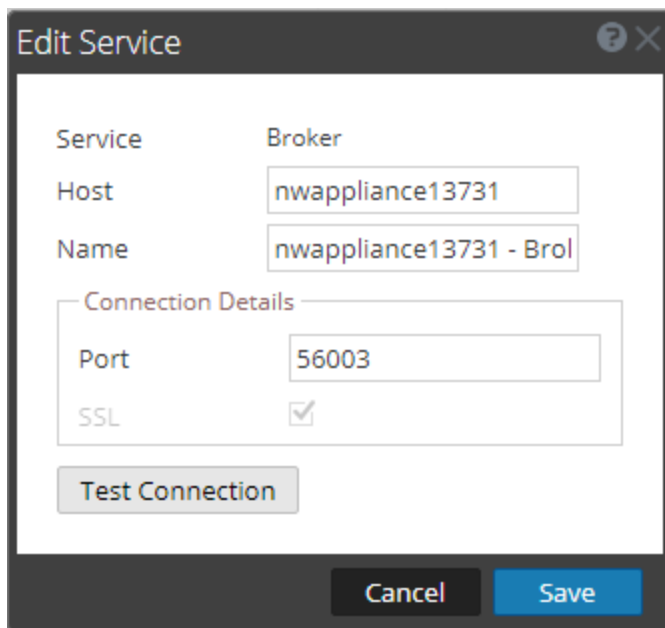 Edit Service
Service Broker
Host nwappliance13731
Name nwappliance13731 - Brol
Connection Details
Port 56003
SSL
Test Connection
Cancel Save